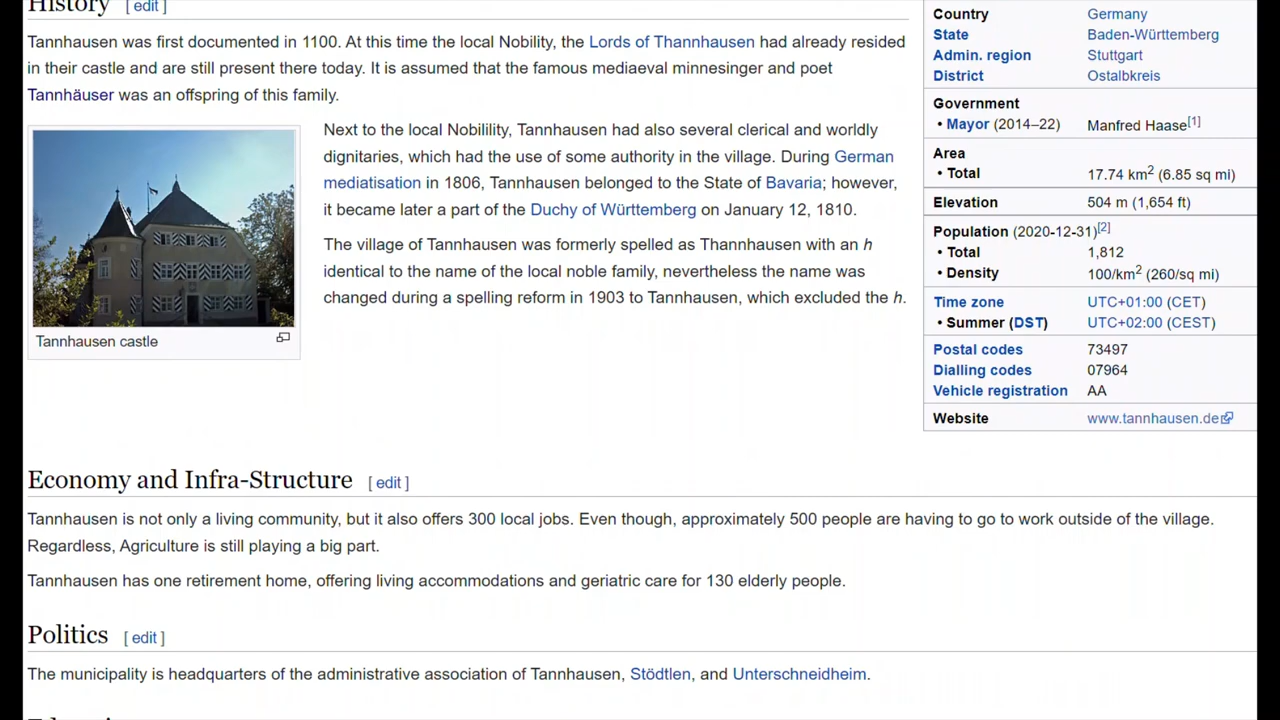 History [ edit ]
Tannhausen was first documented in 1100. At this time the local Nobility, the Lords of Thannhausen had already resided
in their castle and are still present there today. It is assumed that the famous mediaeval minnesinger and poet
Tannhäuser was an offspring of this family.
Next to the local Nobilility, Tannhausen had also several clerical and worldly
dignitaries, which had the use of some authority in the village. During German
mediatisation in 1806, Tannhausen belonged to the State of Bavaria; however,
it became later a part of the Duchy of Württemberg on January 12, 1810.
The village of Tannhausen was formerly spelled as Thannhausen with an h
identical to the name of the local noble family, nevertheless the name was
changed during a spelling reform in 1903 to Tannhausen, which excluded the h.
Tannhausen castle
Country Germany
State Baden-Württemberg
Admin. region Stuttgart
District Ostalbkreis
Government
• Mayor (2014–22) Manfred Haase[1]
Area
• Total 17.74 km2 (6.85 sq mi)
Elevation 504 m (1,654 ft)
Population (2020-12-31)[2]
• Total 1,812
• Density 100/km2 (260/sq mi)
Time zone UTC+01:00 (CET)
• Summer (DST) UTC+02:00 (CEST)
Postal codes 73497
Dialling codes 07964
Vehicle registration AA
Website www.tannhausen.de
Economy and Infra-Structure [ edit ]
Tannhausen is not only a living community, but it also offers 300 local jobs. Even though, approximately 500 people are having to go to work outside of the village.
Regardless, Agriculture is still playing a big part.
Tannhausen has one retirement home, offering living accommodations and geriatric care for 130 elderly people.
Politics [ edit ]
The municipality is headquarters of the administrative association of Tannhausen, Stödtlen, and Unterschneidheim.